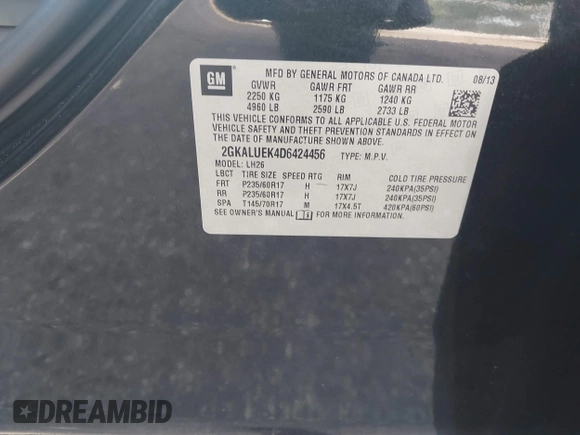 GM
MFD BY GENERAL MOTORS OF CANADA LTD. 08/13
GVWR GAWR FRT GAWR RR
2250 KG 1175 KG 1240 KG
4960 LB 2590 LB 2733 LB
THIS VEHICLE CONFORMS TO ALL APPLICABLE U.S. FEDERAL MOTOR
VEHICLE SAFETY AND THEFT PREVENTION STANDARDS IN EFFECT ON
THE DATE OF MANUFACTURE SHOWN ABOVE.
2GKALUEK4D6424456 TYPE: M.P.V.
MODEL: LH26
LBCT TIRE SIZE SPEED RTG RIM COLD TIRE PRESSURE
FRT P235/60R17 H 17X7J 240KPA(35PSI)
RR P235/60R17 H 17X7J 240KPA(35PSI)
SPA T145/70R17 M 17X4.5T 420KPA(60PSI)
SEE OWNER'S MANUAL FOR MORE INFORMATION.
DREAMBID